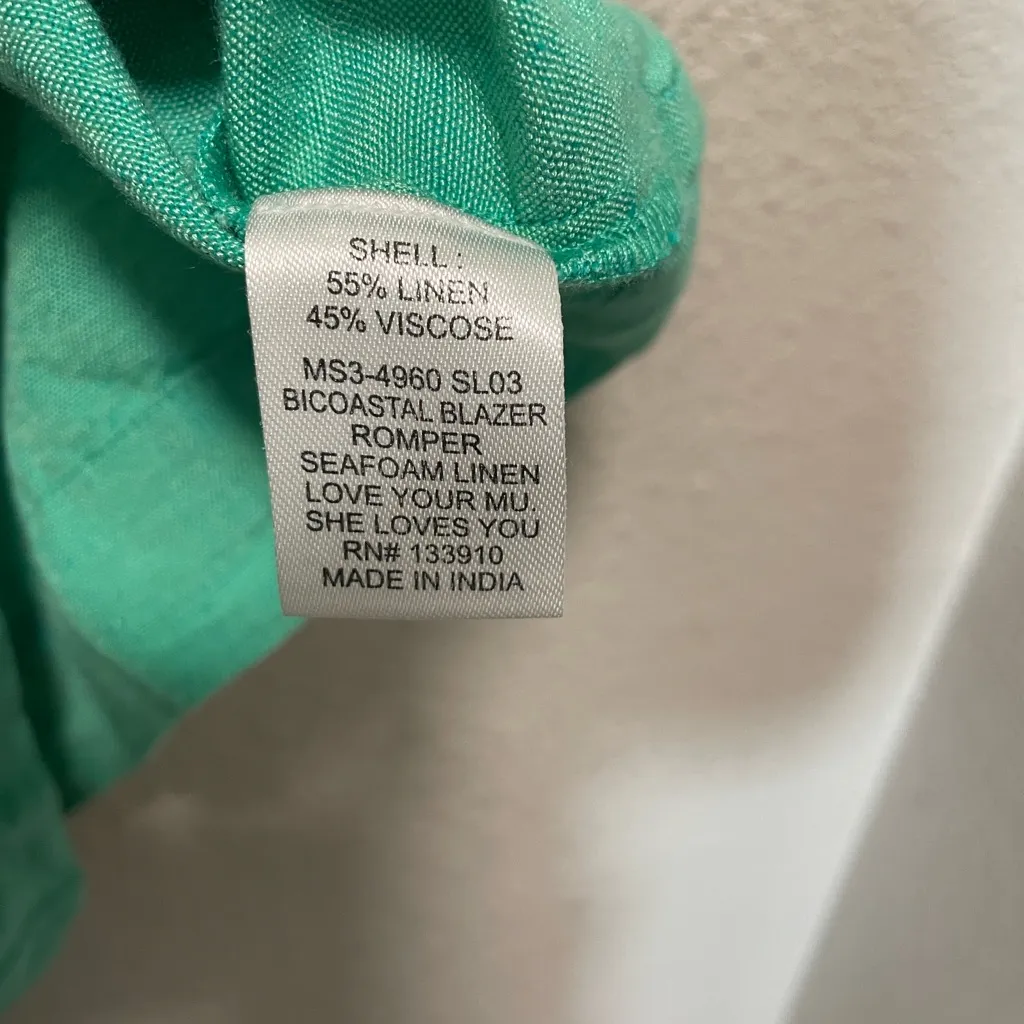 SHELL :
55% LINEN
45% VISCOSE
MS3-4960 SL03
BICOASTAL BLAZER
ROMPER
SEAFOAM LINEN
LOVE YOUR MU.
SHE LOVES YOU
RN# 133910
MADE IN INDIA